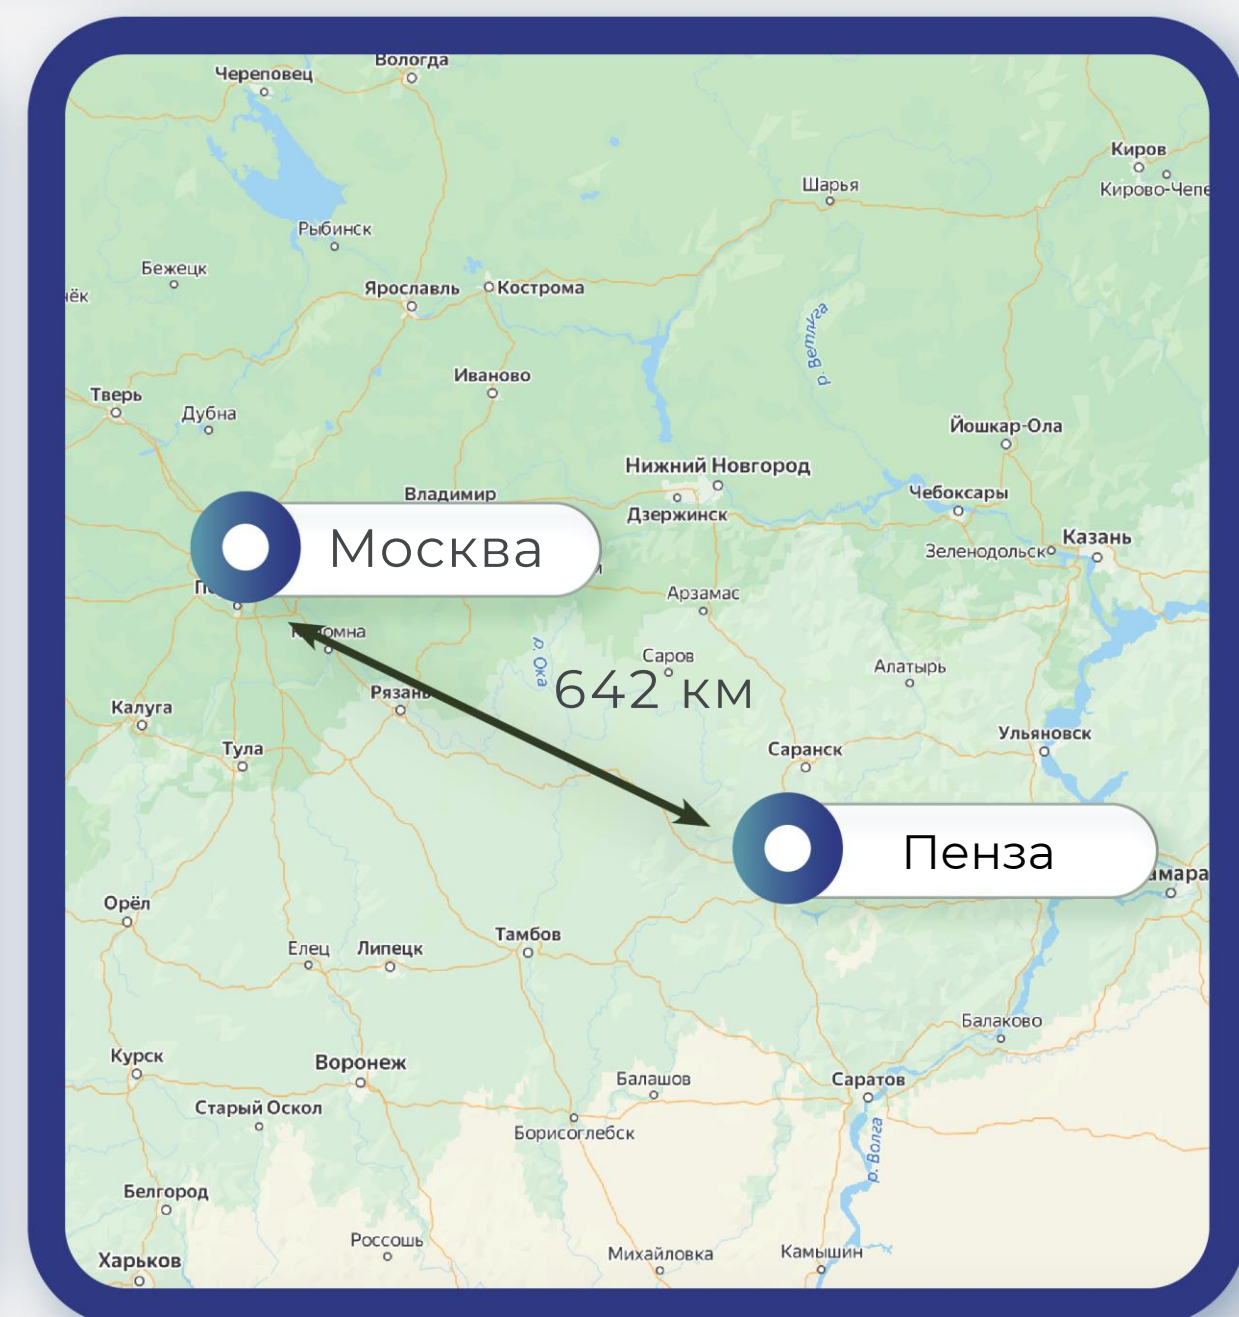 Вологда
Череповец
Киров
Кирово-Чепе
Шарья
Рыбинск
Бежецк
Ярославль
Кострома
р. Ветлуга
Иваново
Тверь
Дубна
Йошкар-Ола
Нижний Новгород
Владимир
Чебоксары
Дзержинск
Казань
Москва
Зеленодольск
Арзамас
р. Ока
Саров
Алатырь
642 км
Рязань
Калуга
Ульяновск
Тула
Саранск
Пенза
Орёл
Тамбов
Елец
Липецк
Балаково
Курск
Воронеж
Балашов
Саратов
Старый Оскол
Борисоглебск
р. Волга
Белгород
Россошь
Михайловка
Камышин
Харьков